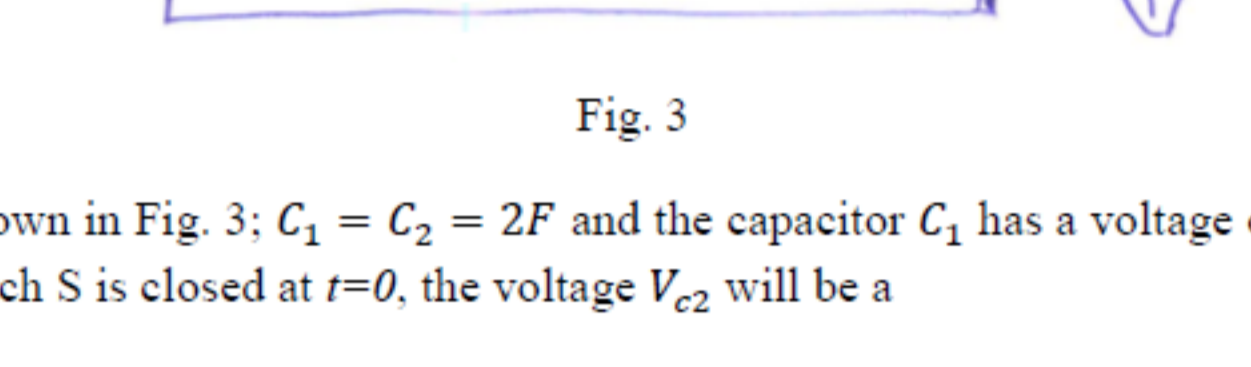 Fig. 3
own in Fig. 3; C₁ = C₂ = 2F and the capacitor C₁ has a voltage
ch S is closed at t=0, the voltage V_c2 will be a